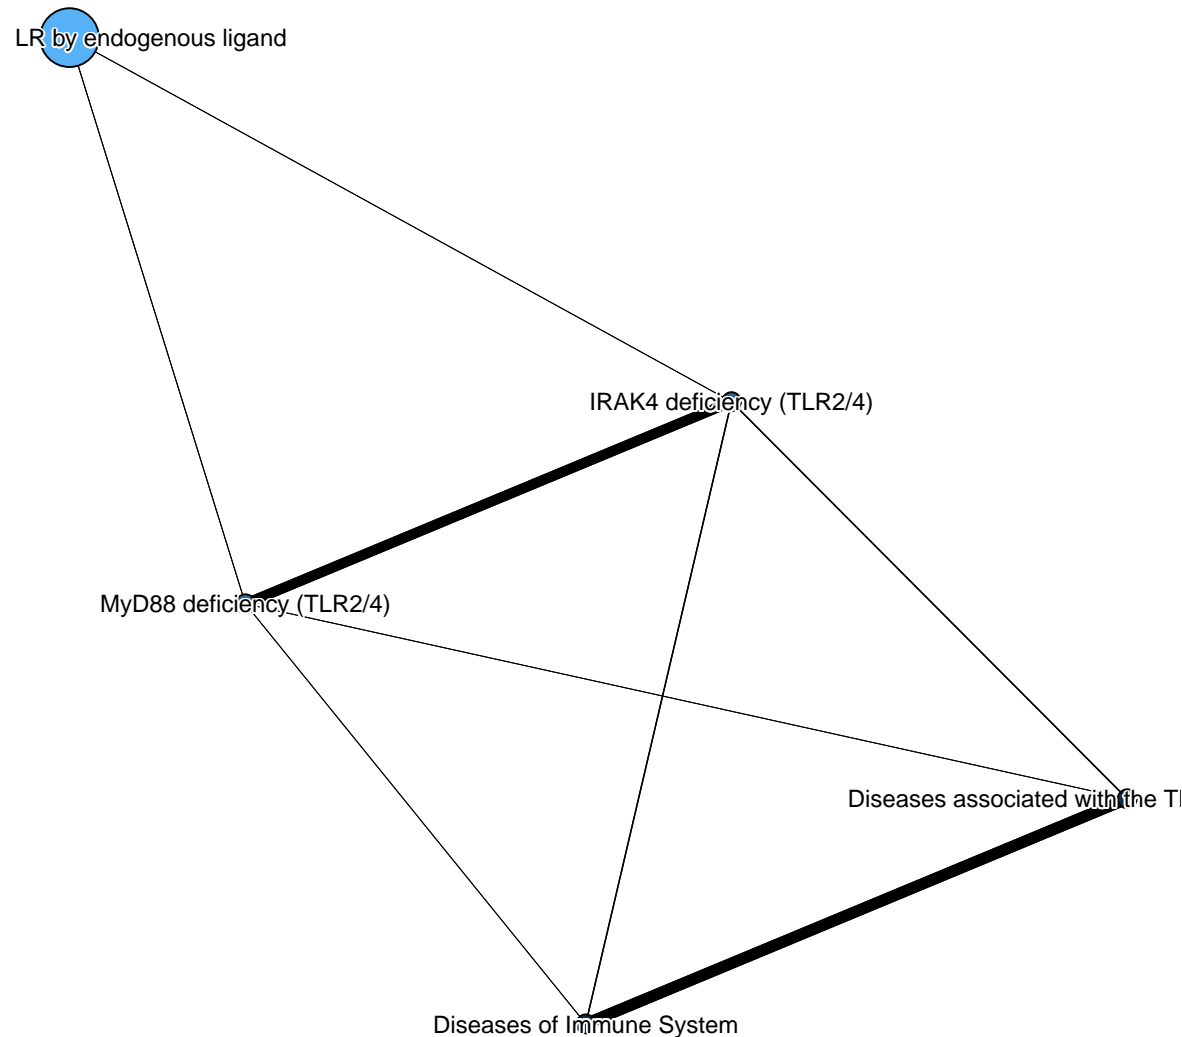 LR by endogenous ligand
IRAK4 deficiency (TLR2/4)
MyD88 deficiency (TLR2/4)
Diseases associated with the
Diseases of Immune System